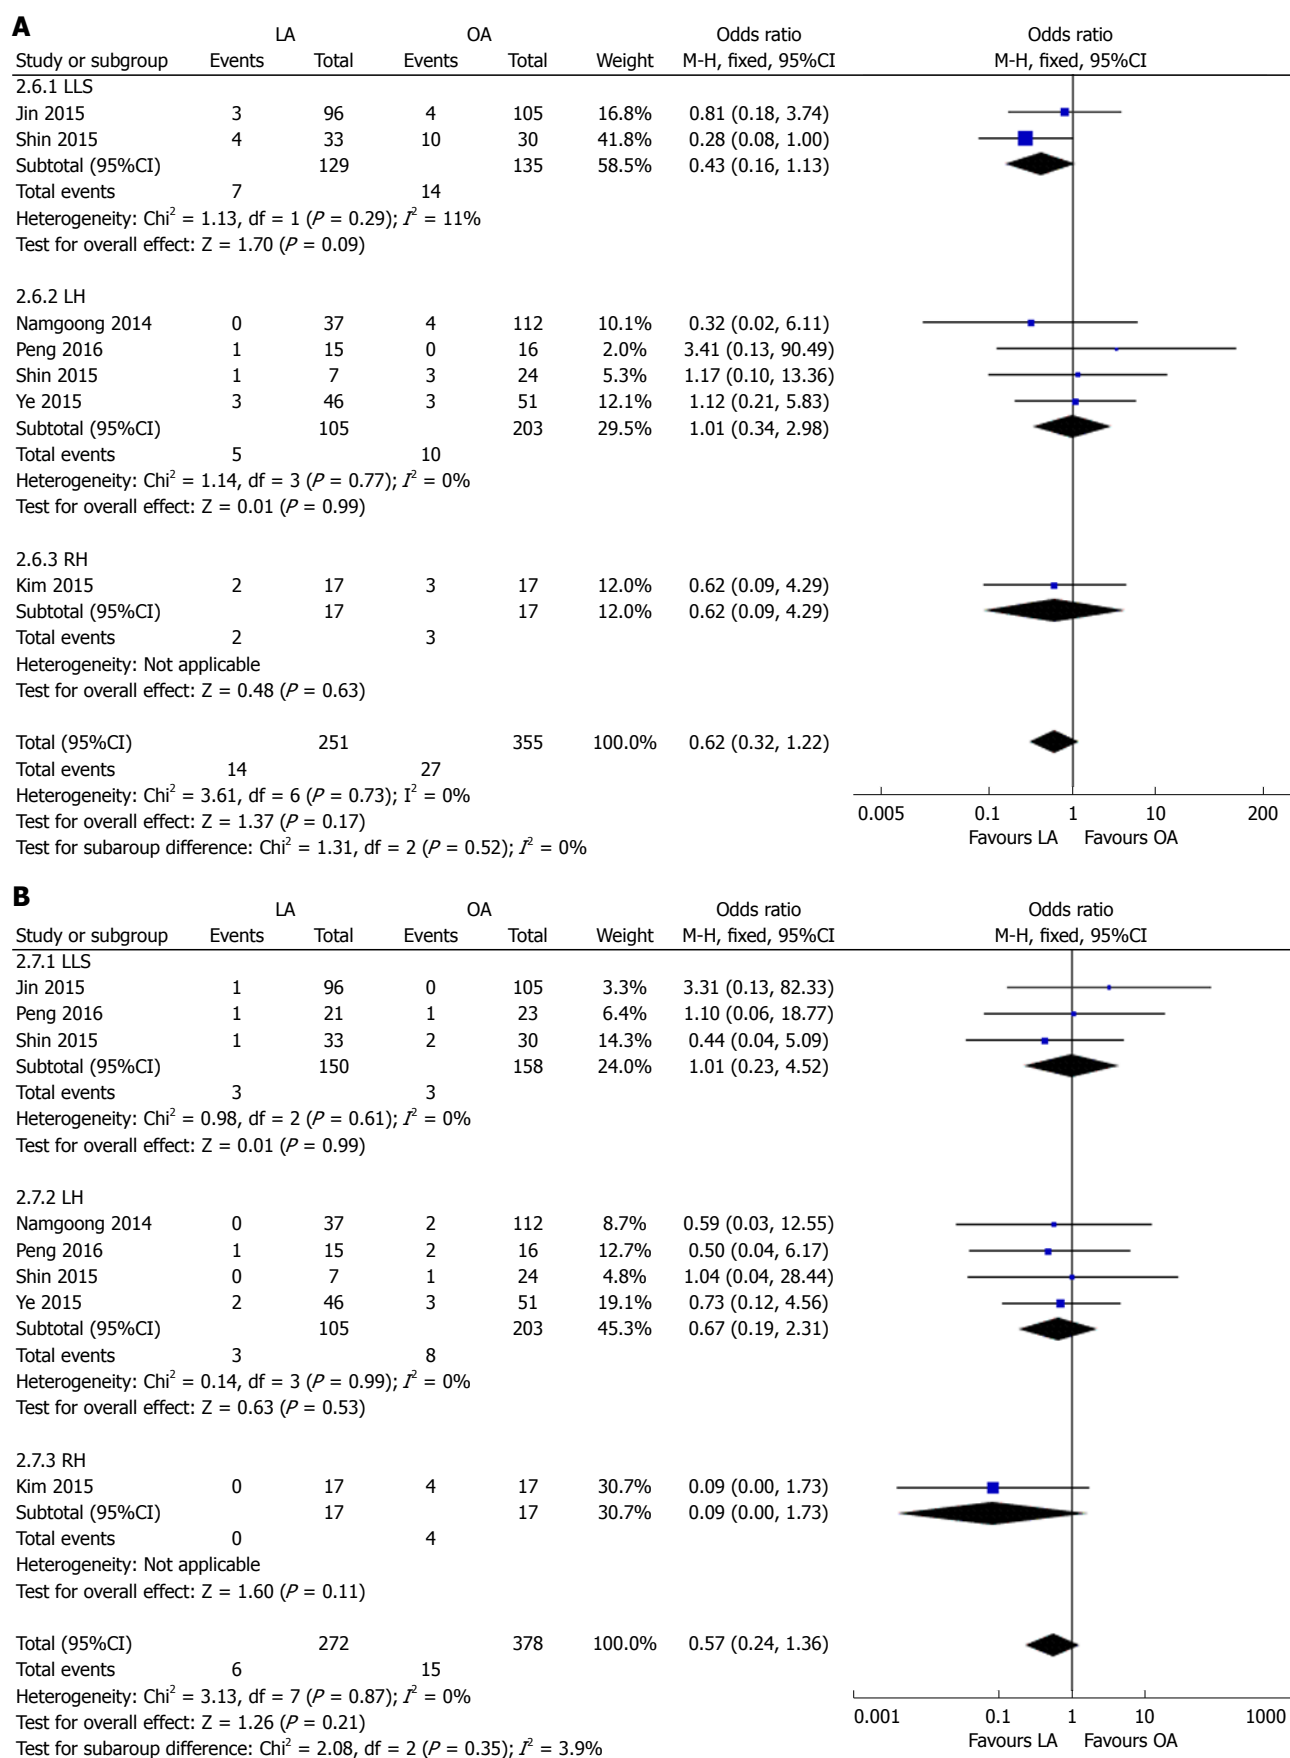 A
LA OA Odds ratio Odds ratio
Study or subgroup Events Total Events Total Weight M-H, fixed, 95%CI M-H, fixed, 95%CI
2.6.1 LLS
Jin 2015 3 96 4 105 16.8% 0.81 (0.18, 3.74)
Shin 2015 4 33 10 30 41.8% 0.28 (0.08, 1.00)
Subtotal (95%CI) 129 135 58.5% 0.43 (0.16, 1.13)
Total events 7 14
Heterogeneity: Chi² = 1.13, df = 1 (P = 0.29); I² = 11%
Test for overall effect: Z = 1.70 (P = 0.09)
2.6.2 LH
Namgoong 2014 0 37 4 112 10.1% 0.32 (0.02, 6.11)
Peng 2016 1 15 0 16 2.0% 3.41 (0.13, 90.49)
Shin 2015 1 7 3 24 5.3% 1.17 (0.10, 13.36)
Ye 2015 3 46 3 51 12.1% 1.12 (0.21, 5.83)
Subtotal (95%CI) 105 203 29.5% 1.01 (0.34, 2.98)
Total events 5 10
Heterogeneity: Chi² = 1.14, df = 3 (P = 0.77); I² = 0%
Test for overall effect: Z = 0.01 (P = 0.99)
2.6.3 RH
Kim 2015 2 17 3 17 12.0% 0.62 (0.09, 4.29)
Subtotal (95%CI) 17 17 12.0% 0.62 (0.09, 4.29)
Total events 2 3
Heterogeneity: Not applicable
Test for overall effect: Z = 0.48 (P = 0.63)
Total (95%CI) 251 355 100.0% 0.62 (0.32, 1.22)
Total events 14 27
Heterogeneity: Chi² = 3.61, df = 6 (P = 0.73); I² = 0%
Test for overall effect: Z = 1.37 (P = 0.17)
Test for subaroup difference: Chi² = 1.31, df = 2 (P = 0.52); I² = 0%
0.005 0.1 1 10 200
Favours LA Favours OA
B
LA OA Odds ratio Odds ratio
Study or subgroup Events Total Events Total Weight M-H, fixed, 95%CI M-H, fixed, 95%CI
2.7.1 LLS
Jin 2015 1 96 0 105 3.3% 3.31 (0.13, 82.33)
Peng 2016 1 21 1 23 6.4% 1.10 (0.06, 18.77)
Shin 2015 1 33 2 30 14.3% 0.44 (0.04, 5.09)
Subtotal (95%CI) 150 158 24.0% 1.01 (0.23, 4.52)
Total events 3 3
Heterogeneity: Chi² = 0.98, df = 2 (P = 0.61); I² = 0%
Test for overall effect: Z = 0.01 (P = 0.99)
2.7.2 LH
Namgoong 2014 0 37 2 112 8.7% 0.59 (0.03, 12.55)
Peng 2016 1 15 2 16 12.7% 0.50 (0.04, 6.17)
Shin 2015 0 7 1 24 4.8% 1.04 (0.04, 28.44)
Ye 2015 2 46 3 51 19.1% 0.73 (0.12, 4.56)
Subtotal (95%CI) 105 203 45.3% 0.67 (0.19, 2.31)
Total events 3 8
Heterogeneity: Chi² = 0.14, df = 3 (P = 0.99); I² = 0%
Test for overall effect: Z = 0.63 (P = 0.53)
2.7.3 RH
Kim 2015 0 17 4 17 30.7% 0.09 (0.00, 1.73)
Subtotal (95%CI) 17 17 30.7% 0.09 (0.00, 1.73)
Total events 0 4
Heterogeneity: Not applicable
Test for overall effect: Z = 1.60 (P = 0.11)
Total (95%CI) 272 378 100.0% 0.57 (0.24, 1.36)
Total events 6 15
Heterogeneity: Chi² = 3.13, df = 7 (P = 0.87); I² = 0%
Test for overall effect: Z = 1.26 (P = 0.21)
Test for subaroup difference: Chi² = 2.08, df = 2 (P = 0.35); I² = 3.9%
0.001 0.1 1 10 1000
Favours LA Favours OA